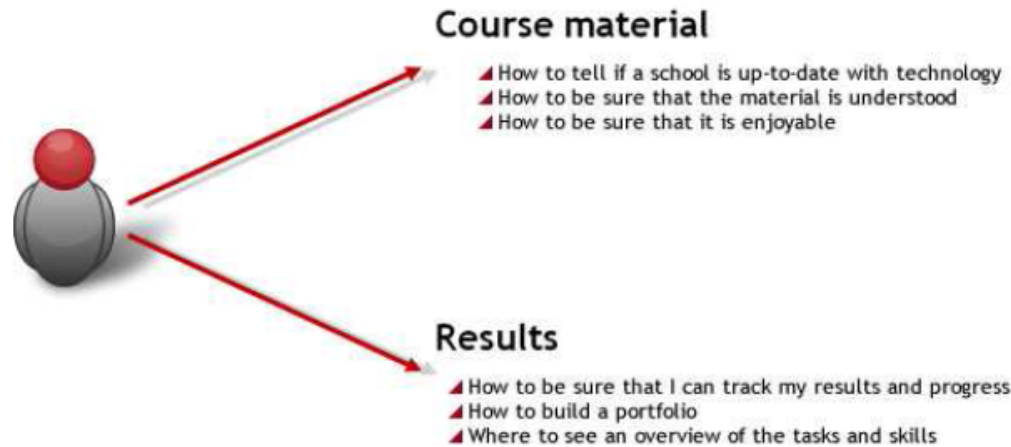 Course material
How to tell if a school is up-to-date with technology
How to be sure that the material is understood
How to be sure that it is enjoyable
Results
How to be sure that I can track my results and progress
How to build a portfolio
Where to see an overview of the tasks and skills